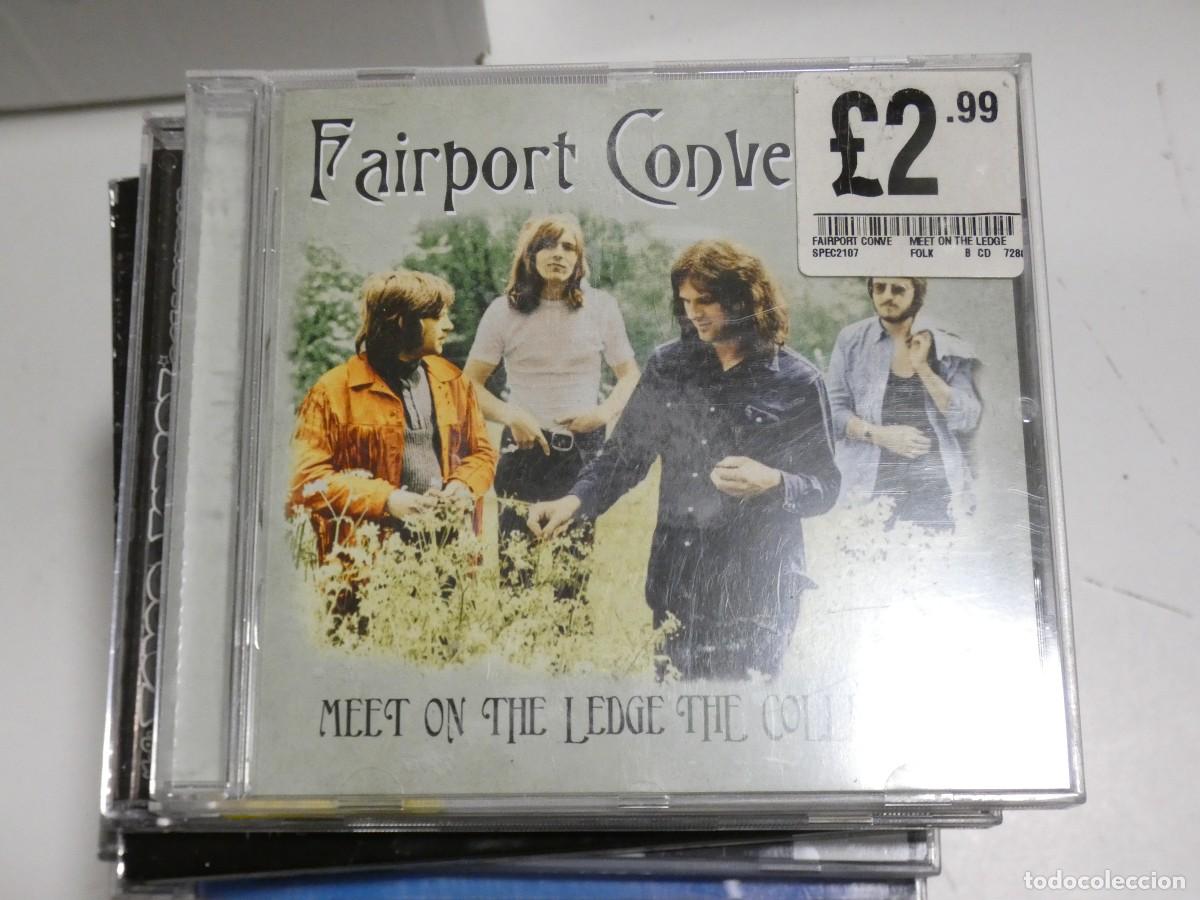 Fairport Conve
£2.99
FAIRPORT CONVE MEET ON THE LEDGE
SPEC2107 FOLK B CD 728
MEET ON THE LEDGE THE COLL
todocoleccion